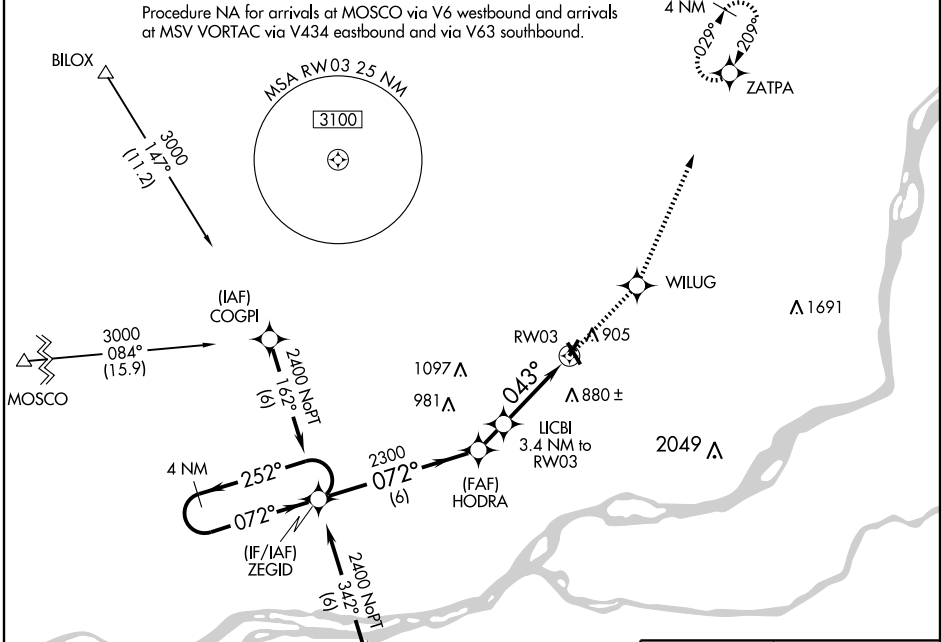 Procedure NA for arrivals at MOSCO via V6 westbound and arrivals
at MSV VORTAC via V434 eastbound and via V63 southbound.
4 NM
029°
209°
ZATPA
BILOX
3000
147°
(11.2)
MSA RW03 25 NM
3100
WILUG
1691
(IAF)
COGPI
3000
084°
(15.9)
MOSCO
RW03
905
2400 NoPT
162°
(6)
1097
981
043°
880 ±
LICBI
3.4 NM to
RW03
2049
4 NM
252°
072°
2300
072°
(6)
(FAF)
HODRA
(IF/IAF)
ZEGID
2400 NoPT
342°
(6)